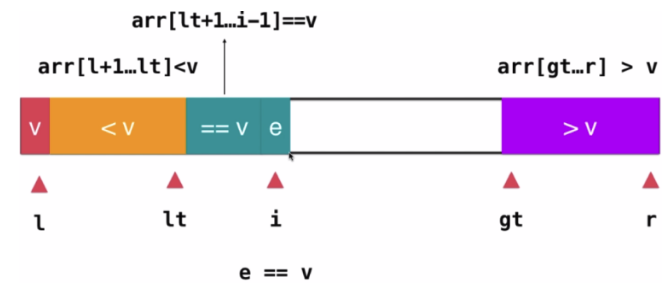 arr[lt+1…i-1]==v
arr[l+1…lt]<v
arr[gt…r] > v
v
< v
== v
e
> v
l
lt
i
gt
r
e == v